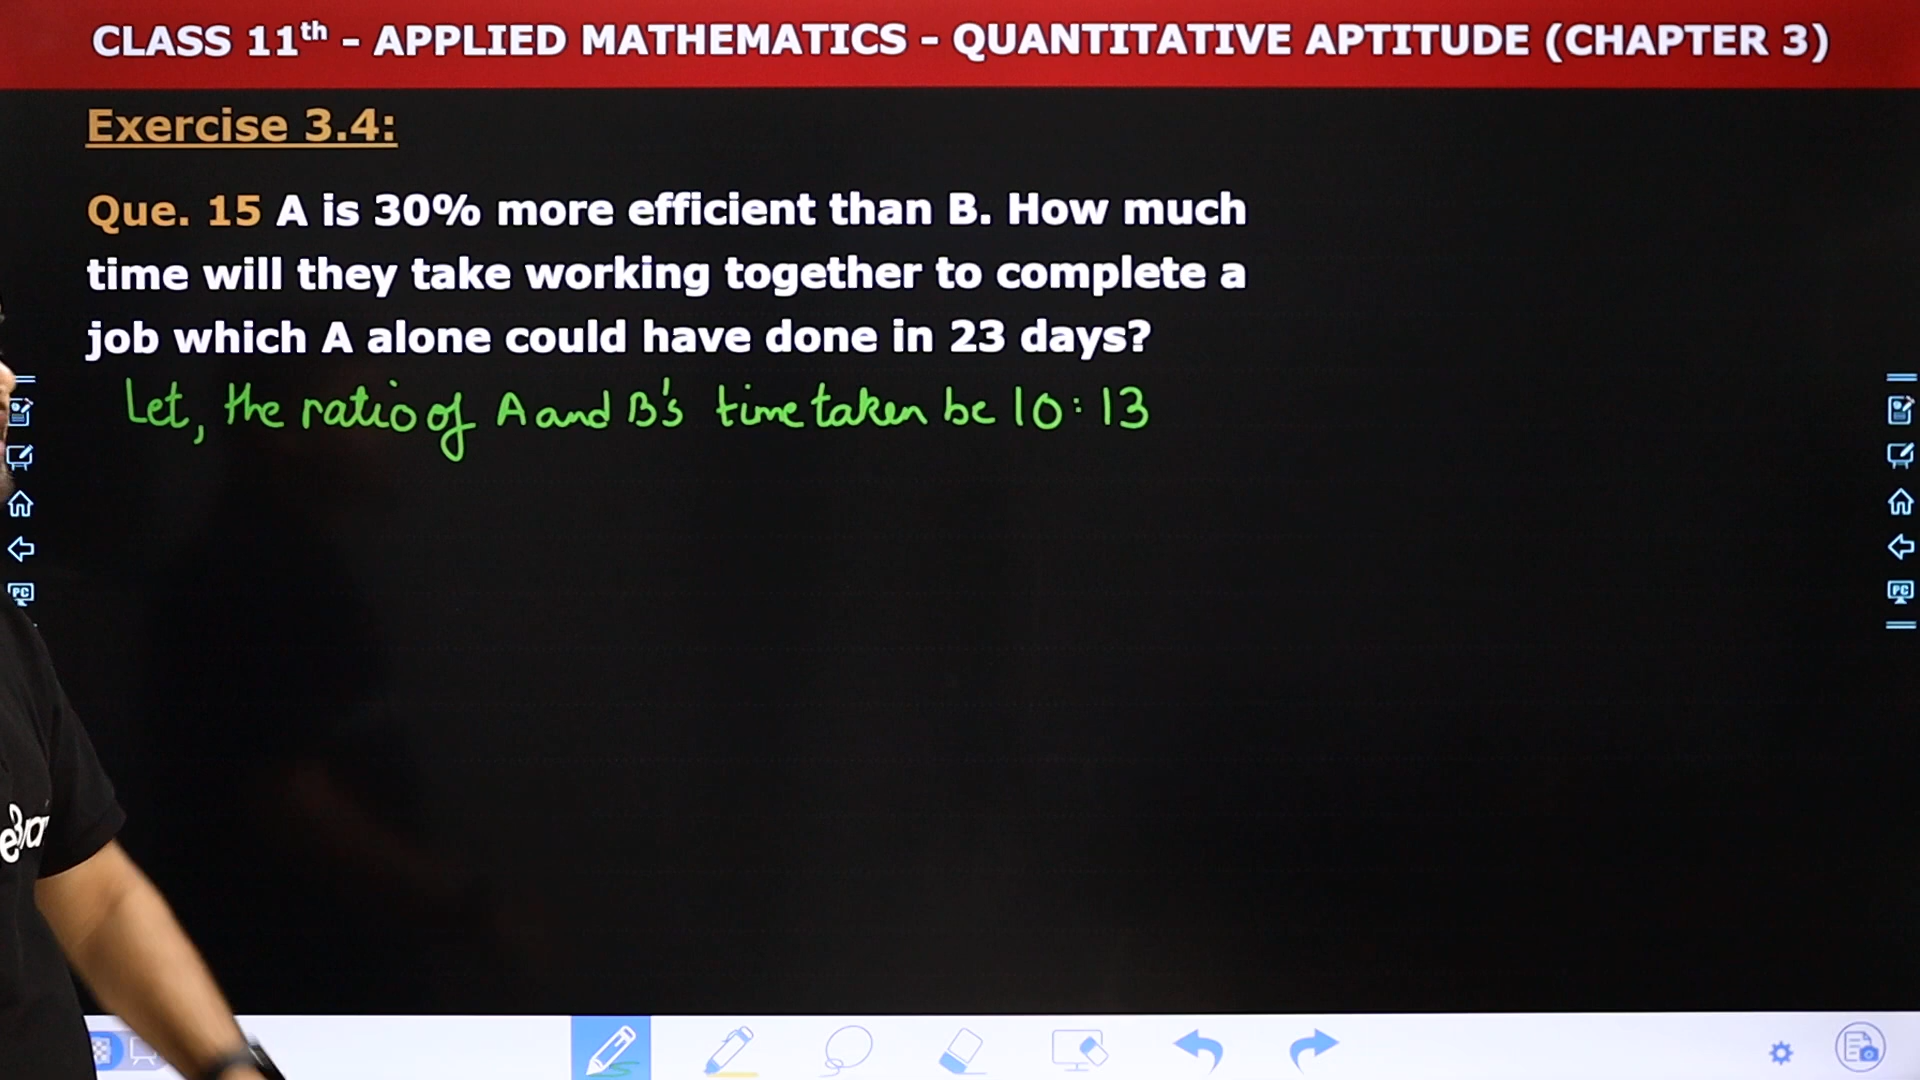 CLASS 11th - APPLIED MATHEMATICS - QUANTITATIVE APTITUDE (CHAPTER 3)
Exercise 3.4:
Que. 15 A is 30% more efficient than B. How much
time will they take working together to complete a
job which A alone could have done in 23 days?
Let, the ratio of A and B's time taken be 10:13
PC
PC